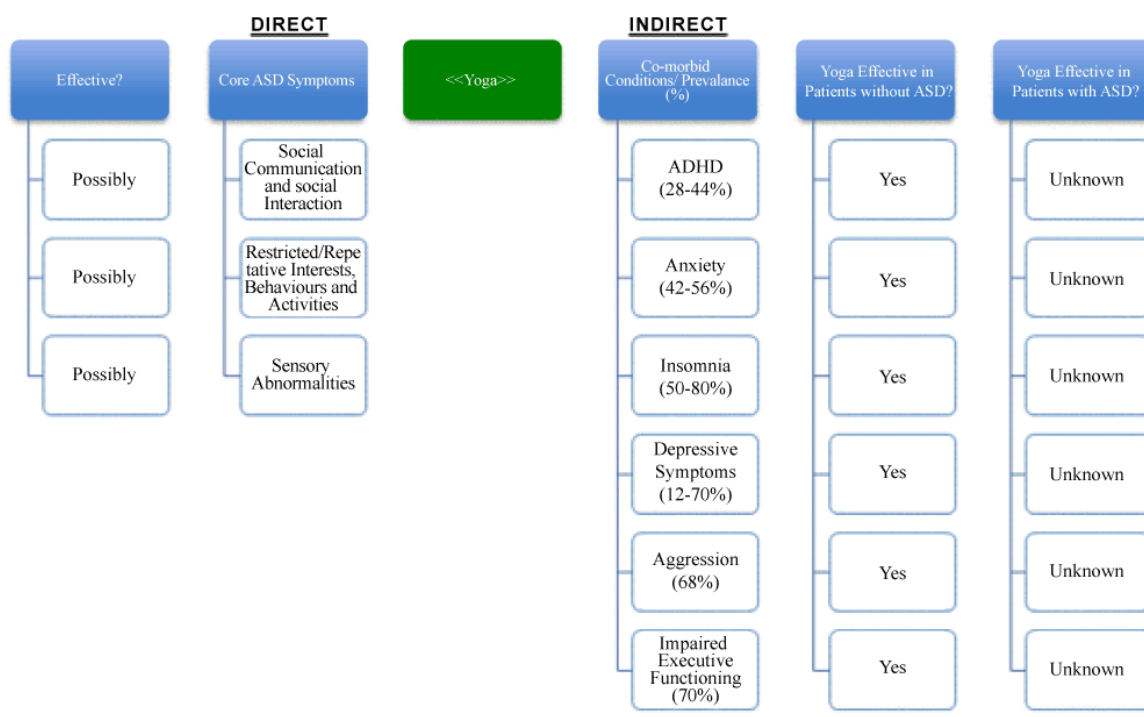 DIRECT
INDIRECT
Effective?
Core ASD Symptoms
<<Yoga>>
Co-morbid
Conditions/ Prevalance
(%)
Yoga Effective in
Patients without ASD?
Yoga Effective in
Patients with ASD?
Possibly
Social
Communication
and social
Interaction
ADHD
(28-44%)
Yes
Unknown
Possibly
Restricted/Repe
tative Interests,
Behaviours and
Activities
Anxiety
(42-56%)
Yes
Unknown
Possibly
Sensory
Abnormalities
Insomnia
(50-80%)
Yes
Unknown
Depressive
Symptoms
(12-70%)
Yes
Unknown
Aggression
(68%)
Yes
Unknown
Impaired
Executive
Functioning
(70%)
Yes
Unknown